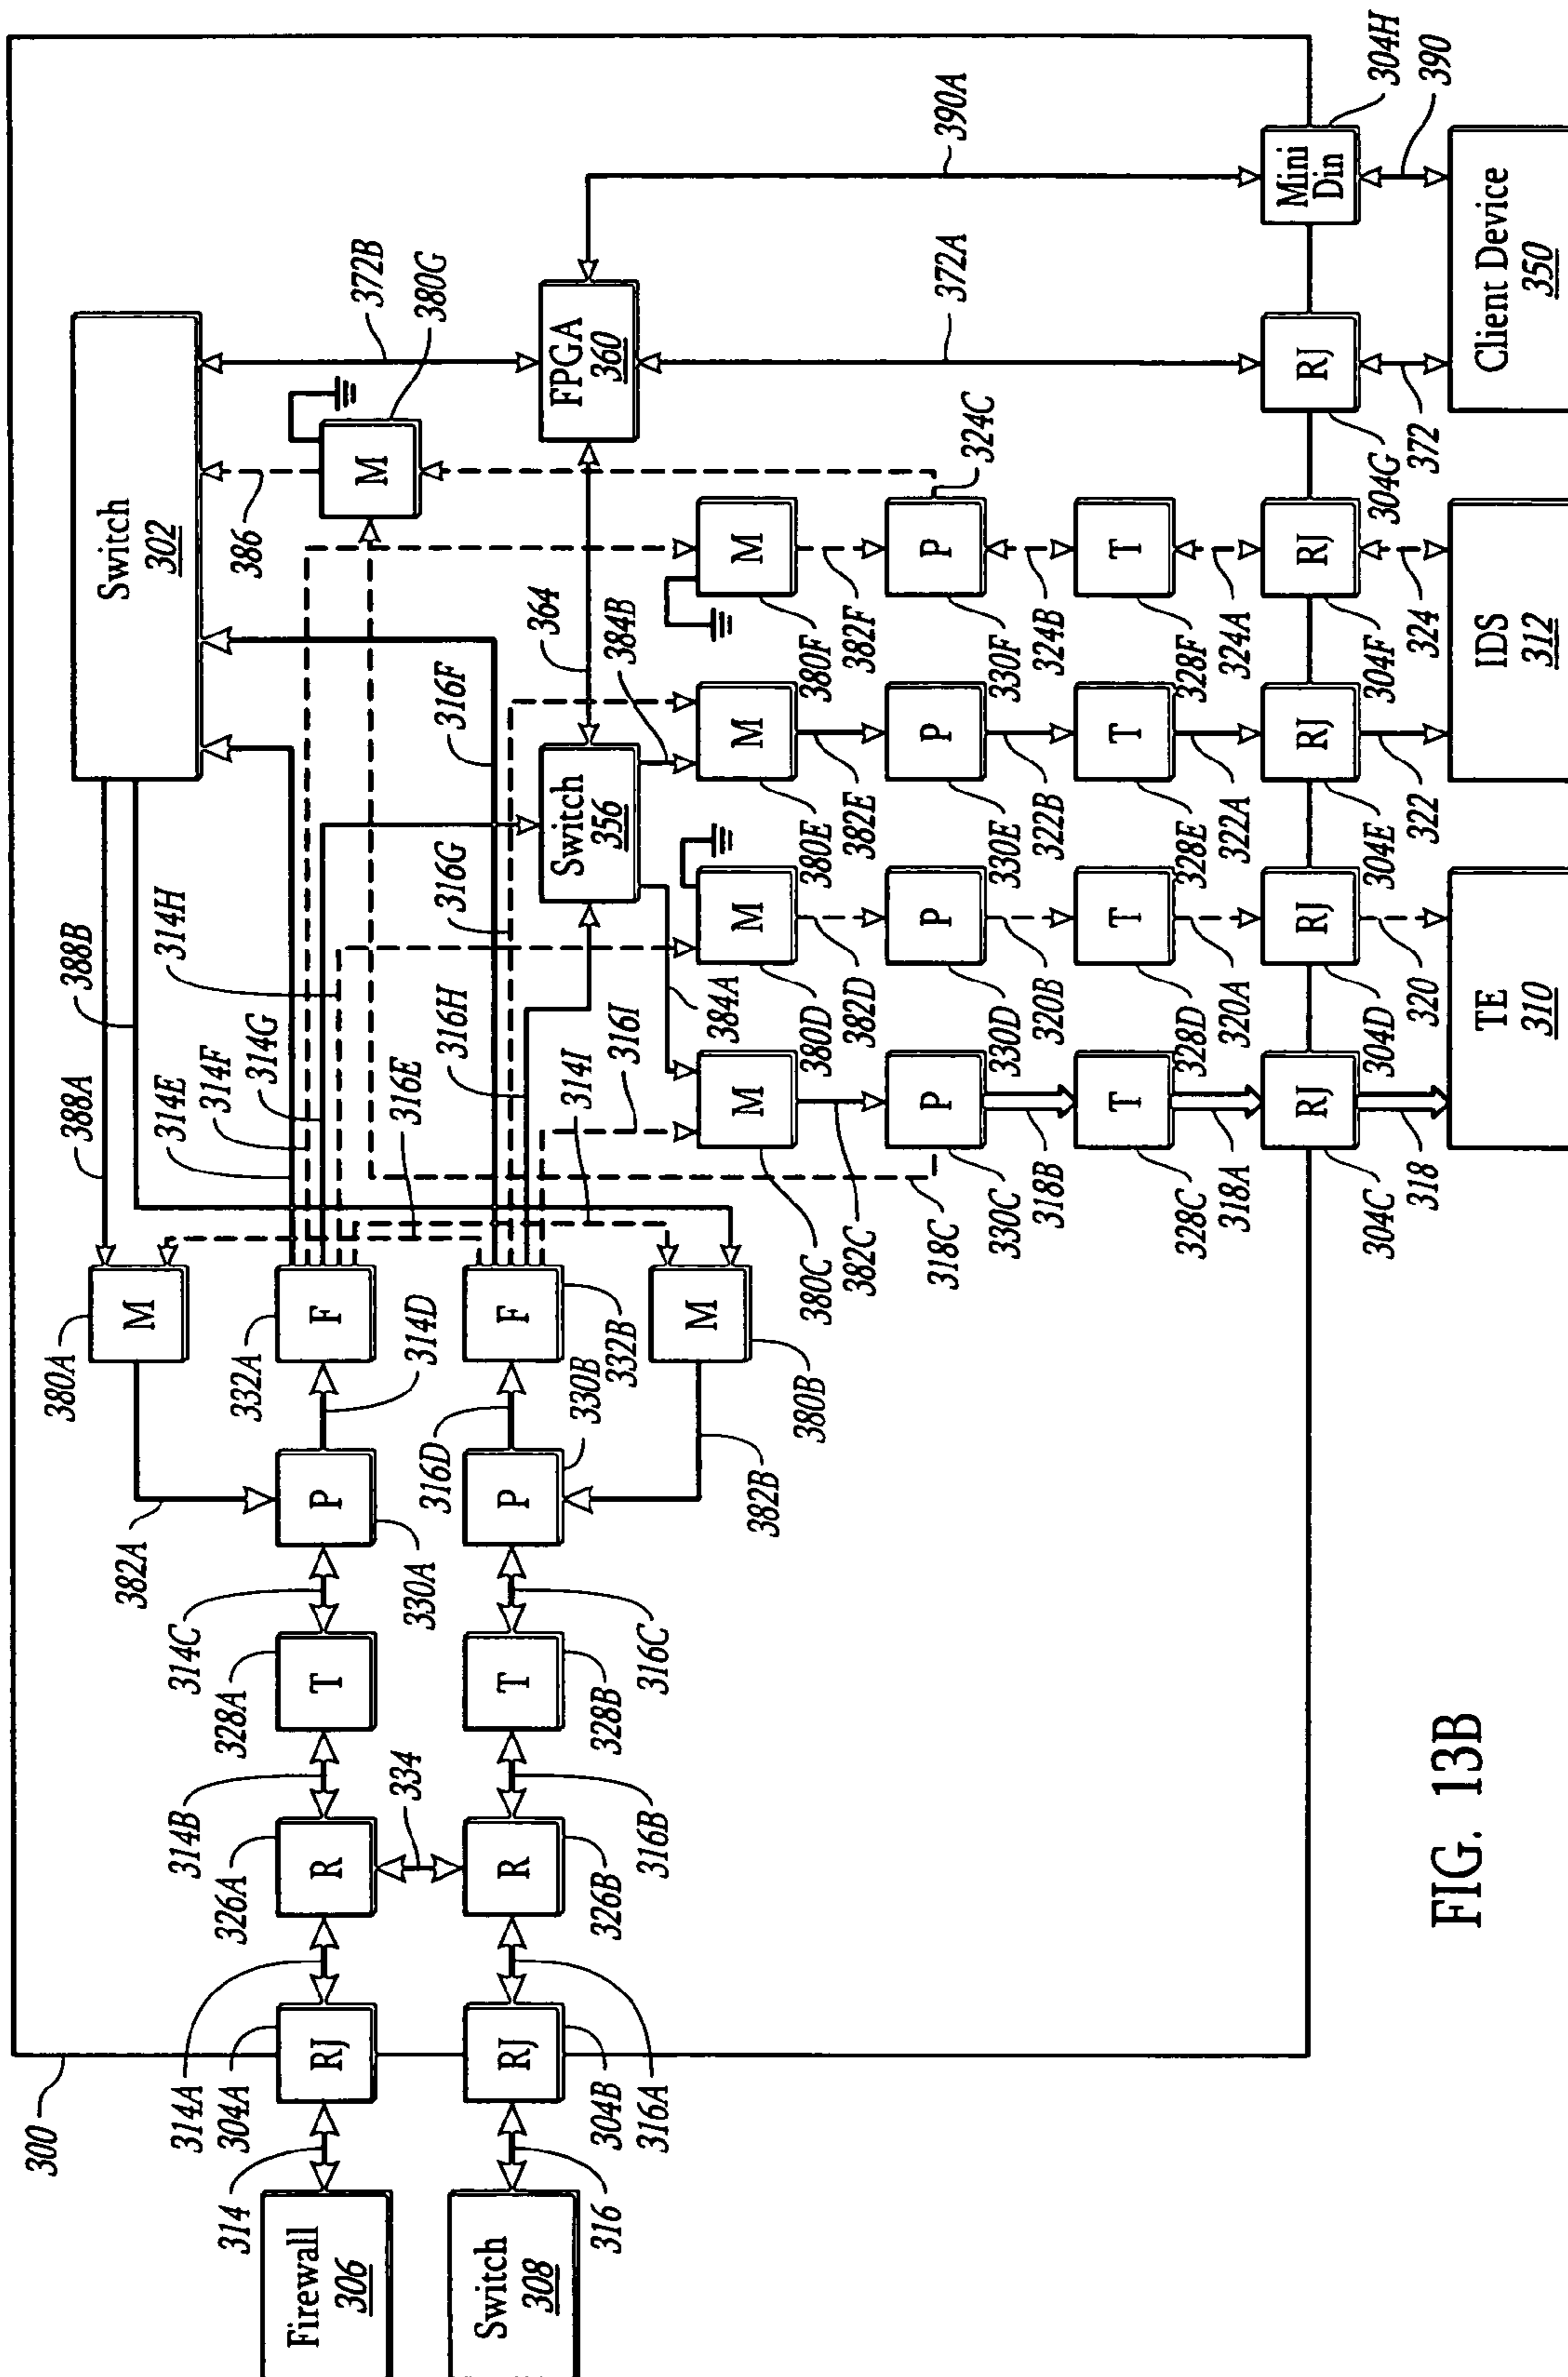 300
388A
388B
314H
314E
314F
314G
316E
316F
316G
316H
314I
316I
Switch
302
386
372B
380G
M
364
384B
FPGA
360
390A
372A
Switch
356
384A
324C
380A
M
382A
332A
F
314D
P
330A
314C
328A
T
314B
326A
R
334
314A
304A
RJ
314
Firewall
306
332B
F
330B
316D
P
316C
328B
T
316B
326B
R
316A
304B
RJ
316
Switch
308
M
380B
382B
M
M
M
M
380C
382C
380D
382D
380E
382E
380F
382F
P
P
P
P
318C
330C
318B
330D
320B
330E
322B
330F
324B
T
T
T
T
328C
318A
328D
320A
328E
322A
328F
324A
RJ
RJ
RJ
RJ
RJ
Mini
Din
304C
318
304D
320
304E
322
304F
324
304G
372
304H
390
TE
310
IDS
312
Client Device
350
FIG. 13B